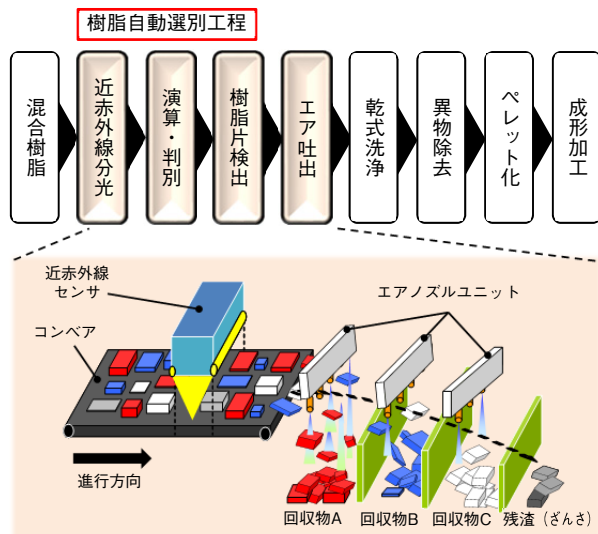 樹脂自動選別工程
混合樹脂
近赤外線分光
演算・判別
樹脂片検出
エア吐出
乾式洗浄
異物除去
ペレット化
成形加工
近赤外線
センサ
コンベア
エアノズルユニット
進行方向
回収物A
回収物B
回収物C
残渣（ざんさ）